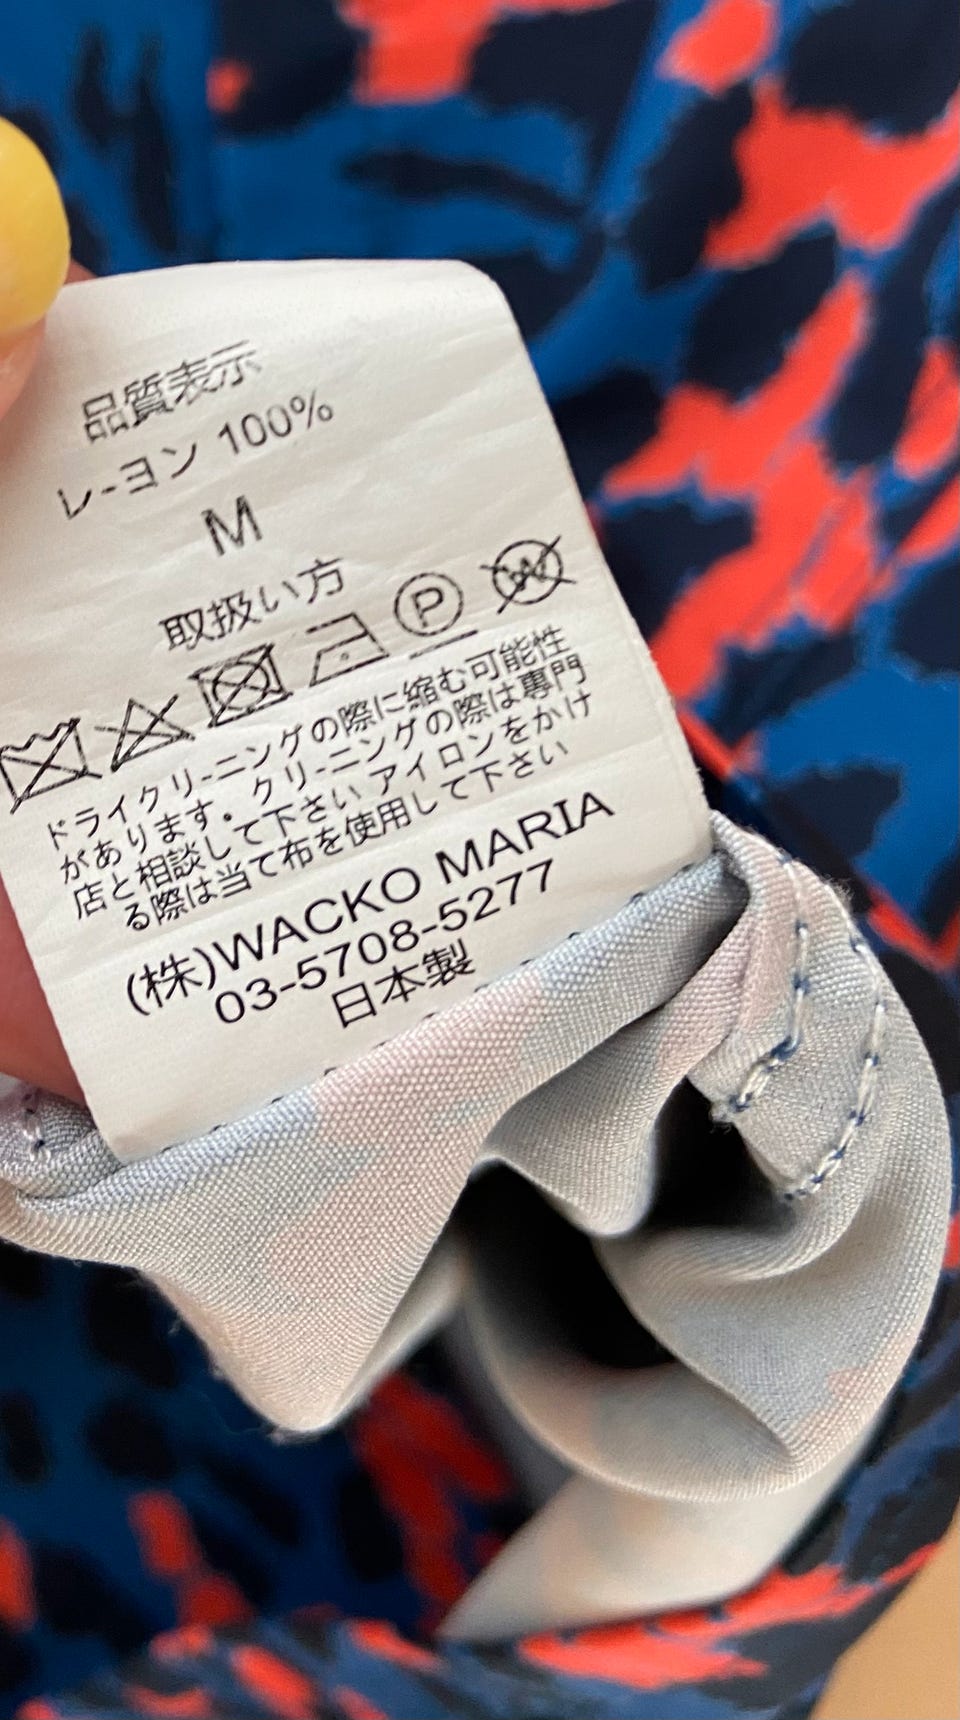 品質表示
レーヨン 100%
M
取扱い方
P W
ドライクリーニングの際に縮む可能性
があります。クリーニングの際は専門
店と相談して下さい アイロンをかけ
る際は当て布を使用して下さい
(株)WACKO MARIA
03-5708-5277
日本製